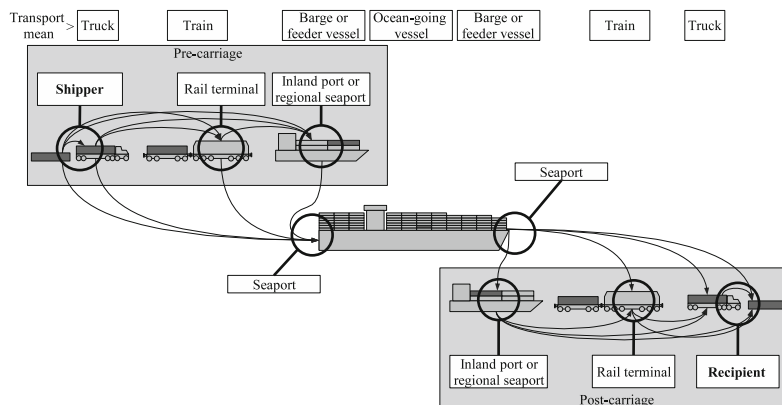 Transport
mean
>
Truck
Train
Barge or
feeder vessel
Ocean-going
vessel
Barge or
feeder vessel
Train
Truck
Pre-carriage
Shipper
Rail terminal
Inland port or
regional seaport
Seaport
Seaport
Inland port or
regional seaport
Rail terminal
Recipient
Post-carriage